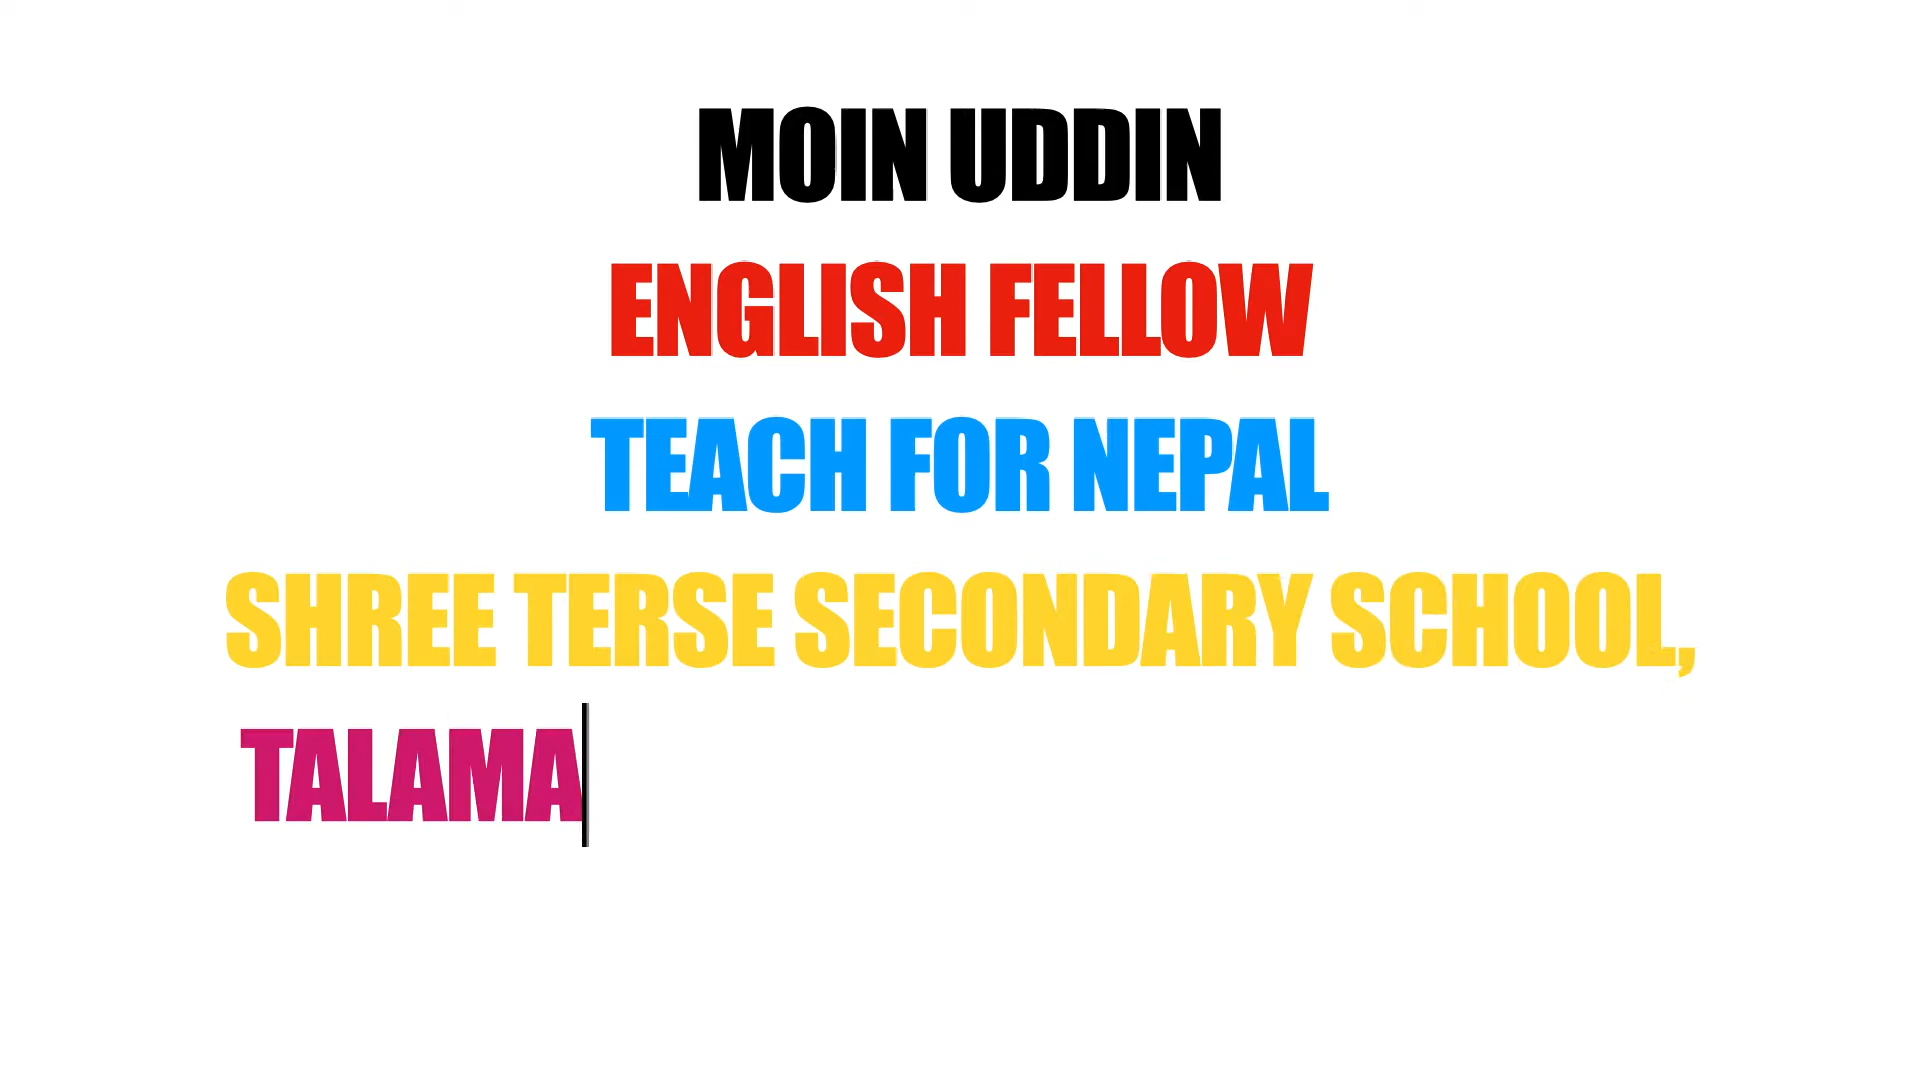 MOIN UDDIN
ENGLISH FELLOW
TEACH FOR NEPAL
SHREE TERSE SECONDARY SCHOOL,
TALAMA